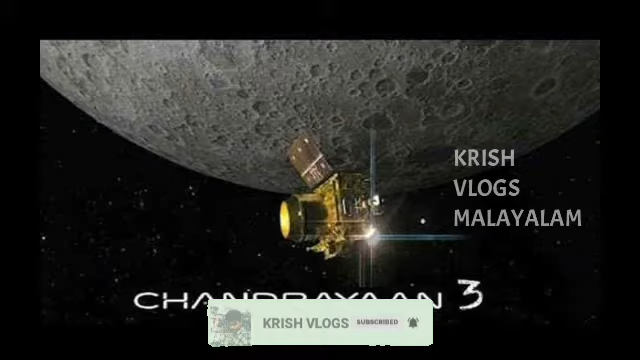 KRISH
VLOGS
MALAYALAM
CHANDRAYAAN 3
KRISH VLOGS SUBSCRIBED